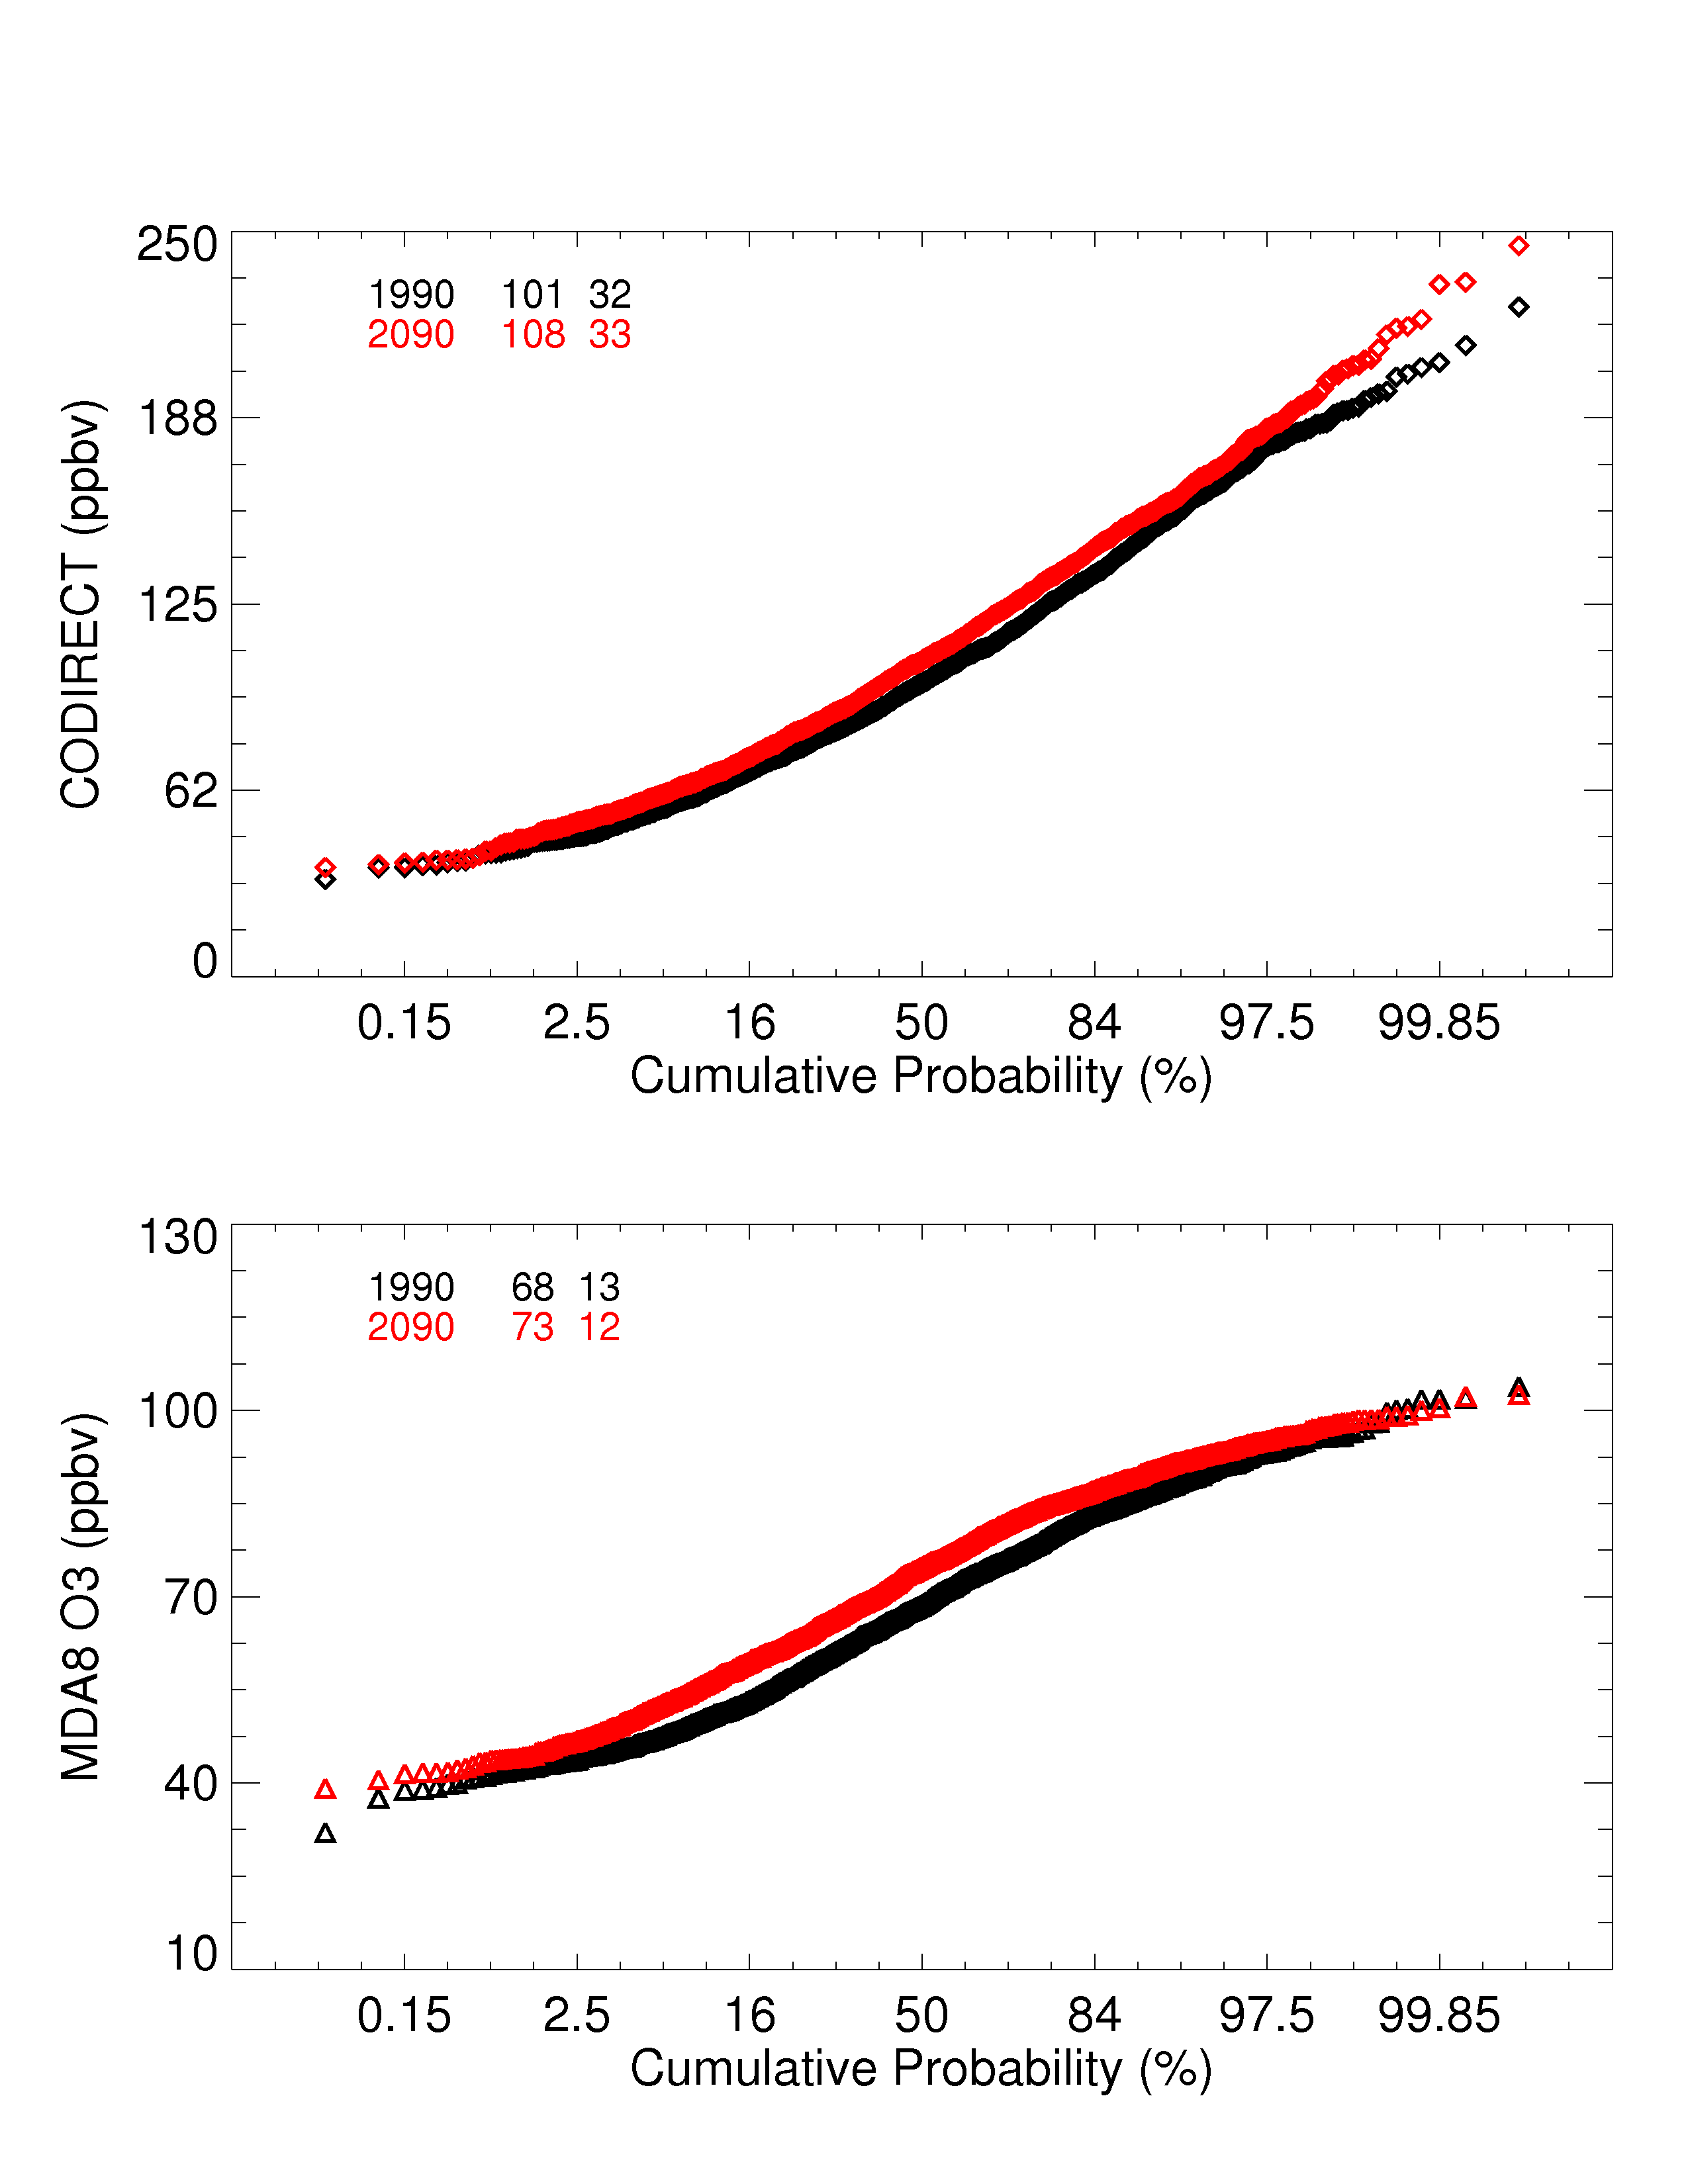 250
1990 101 32
2090 108 33
188
125
62
0
CODIRECT (ppbv)
0.15 2.5 16 50 84 97.5 99.85
Cumulative Probability (%)
130
1990 68 13
2090 73 12
100
70
40
10
MDA8 O3 (ppbv)
0.15 2.5 16 50 84 97.5 99.85
Cumulative Probability (%)